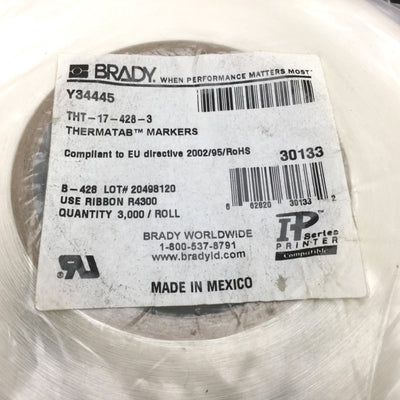 BRADY. WHEN PERFORMANCE MATTERS MOST™
Y34445
THT-17-428-3
THERMATAB™ MARKERS
Compliant to EU directive 2002/95/RoHS
30133
B-428 LOT# 20498120
USE RIBBON R4300
QUANTITY 3,000 / ROLL
6 62820 30133 2
BRADY WORLDWIDE
1-800-537-8791
www.bradyid.com
IP Series
PRINTER
Compatible
MADE IN MEXICO